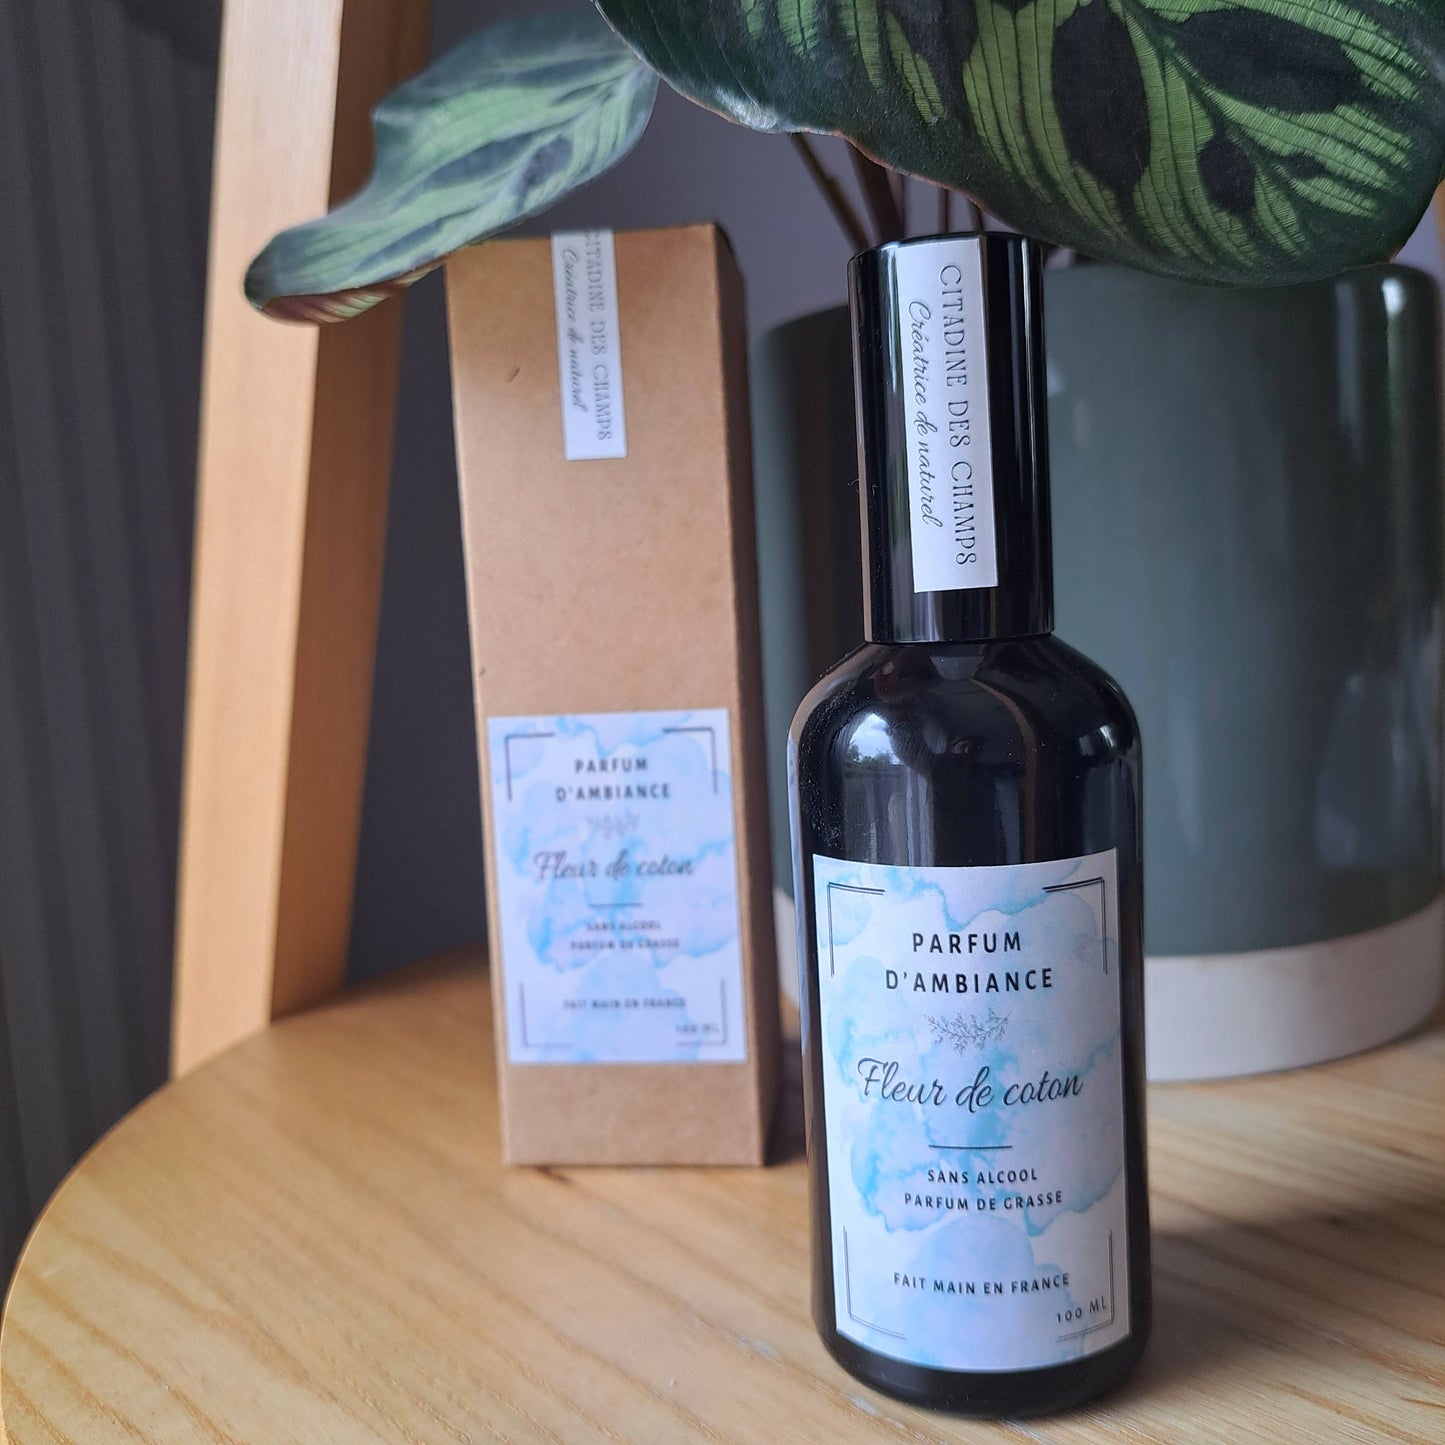 CITADINE DES CHAMPS
Créatrice de naturel
PARFUM
D'AMBIANCE
Fleur de coton
SANS ALCOOL
PARFUM DE GRASSE
FAIT MAIN EN FRANCE
100 ML
CITADINE DES CHAMPS
Créatrice de naturel
PARFUM
D'AMBIANCE
Fleur de coton
SANS ALCOOL
PARFUM DE GRASSE
FAIT MAIN EN FRANCE
100 ML